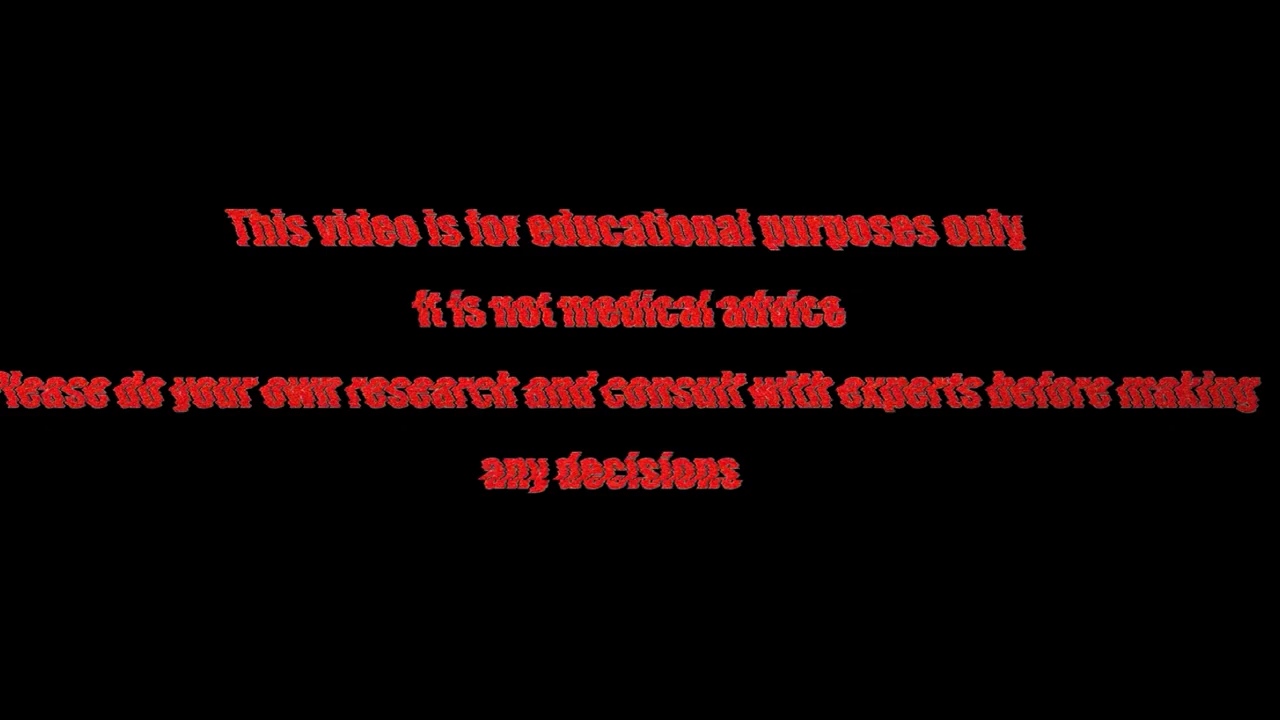 This video is for educational purposes only
it is not medical advice
Please do your own research and consult with experts before making
any decisions